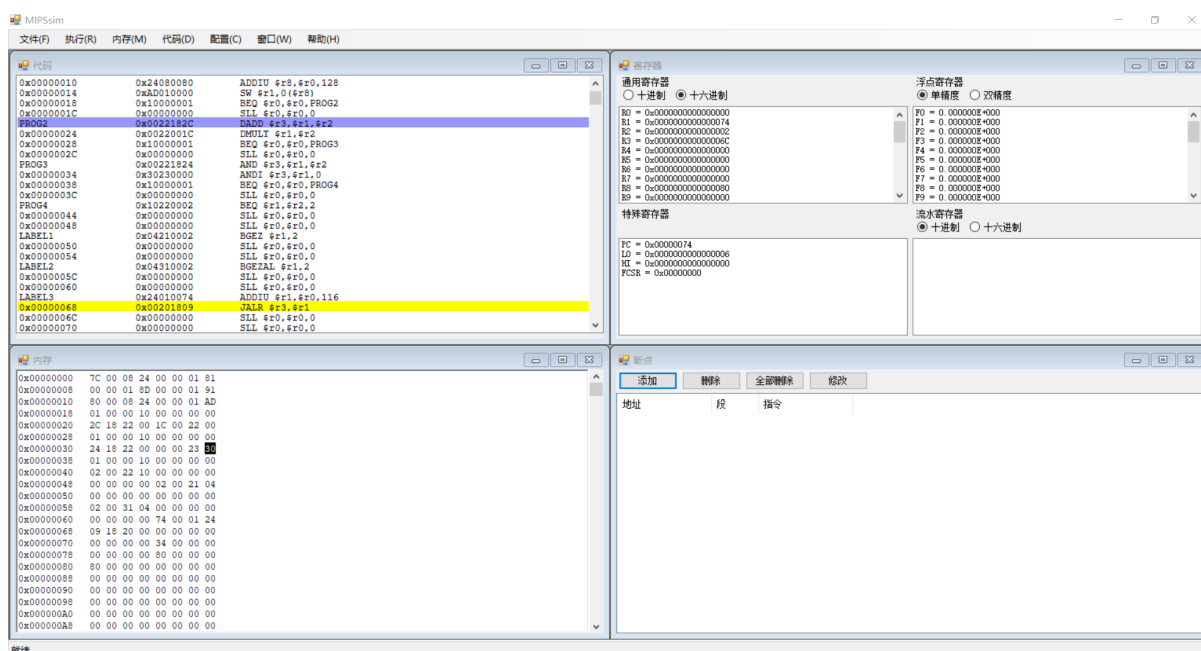 MIPSsim
文件(F) 执行(R) 内存(M) 代码(D) 配置(C) 窗口(W) 帮助(H)
代码
0x00000010 0x24080080 ADDIU $r8,$r0,128
0x00000014 0xAD010000 SW $r1,0($r8)
0x00000018 0x10000001 BEQ $r0,$r0,PROG2
0x0000001C 0x00000000 SLL $r0,$r0,0
PROG2 0x0022182C DADD $r3,$r1,$r2
0x00000024 0x0022001C DMULT $r1,$r2
0x00000028 0x10000001 BEQ $r0,$r0,PROG3
0x0000002C 0x00000000 SLL $r0,$r0,0
PROG3 0x00221824 AND $r3,$r1,$r2
0x00000034 0x30230000 ANDI $r3,$r1,0
0x00000038 0x10000001 BEQ $r0,$r0,PROG4
0x0000003C 0x00000000 SLL $r0,$r0,0
PROG4 0x10220002 BEQ $r1,$r2,2
0x00000044 0x00000000 SLL $r0,$r0,0
0x00000048 0x00000000 SLL $r0,$r0,0
LABEL1 0x04210002 BGEZ $r1,2
0x00000050 0x00000000 SLL $r0,$r0,0
0x00000054 0x00000000 SLL $r0,$r0,0
LABEL2 0x04310002 BGEZAL $r1,2
0x0000005C 0x00000000 SLL $r0,$r0,0
0x00000060 0x00000000 SLL $r0,$r0,0
LABEL3 0x24010074 ADDIU $r1,$r0,116
0x00000068 0x00201809 JALR $r3,$r1
0x0000006C 0x00000000 SLL $r0,$r0,0
0x00000070 0x00000000 SLL $r0,$r0,0
寄存器
通用寄存器
十进制 十六进制
R0 = 0x0000000000000000
R1 = 0x0000000000000074
R2 = 0x0000000000000002
R3 = 0x000000000000006C
R4 = 0x0000000000000000
R5 = 0x0000000000000000
R6 = 0x0000000000000000
R7 = 0x0000000000000000
R8 = 0x0000000000000080
R9 = 0x0000000000000000
浮点寄存器
单精度 双精度
F0 = 0.000000E+000
F1 = 0.000000E+000
F2 = 0.000000E+000
F3 = 0.000000E+000
F4 = 0.000000E+000
F5 = 0.000000E+000
F6 = 0.000000E+000
F7 = 0.000000E+000
F8 = 0.000000E+000
F9 = 0.000000E+000
特殊寄存器
PC = 0x00000074
LO = 0x0000000000000006
HI = 0x0000000000000000
FCSR = 0x00000000
流水寄存器
十进制 十六进制
内存
0x00000000 7C 00 08 24 00 00 01 81
0x00000008 00 00 01 8D 00 00 01 91
0x00000010 80 00 08 24 00 00 01 AD
0x00000018 01 00 00 10 00 00 00 00
0x00000020 2C 18 22 00 1C 00 22 00
0x00000028 01 00 00 10 00 00 00 00
0x00000030 24 18 22 00 00 00 23 30
0x00000038 01 00 00 10 00 00 00 00
0x00000040 02 00 22 10 00 00 00 00
0x00000048 00 00 00 00 02 00 21 04
0x00000050 00 00 00 00 00 00 00 00
0x00000058 02 00 31 04 00 00 00 00
0x00000060 00 00 00 00 74 00 01 24
0x00000068 09 18 20 00 00 00 00 00
0x00000070 00 00 00 00 34 00 00 00
0x00000078 00 00 00 00 80 00 00 00
0x00000080 80 00 00 00 00 00 00 00
0x00000088 00 00 00 00 00 00 00 00
0x00000090 00 00 00 00 00 00 00 00
0x00000098 00 00 00 00 00 00 00 00
0x000000A0 00 00 00 00 00 00 00 00
0x000000A8 00 00 00 00 00 00 00 00
断点
添加 删除 全部删除 修改
地址 段 指令
就绪